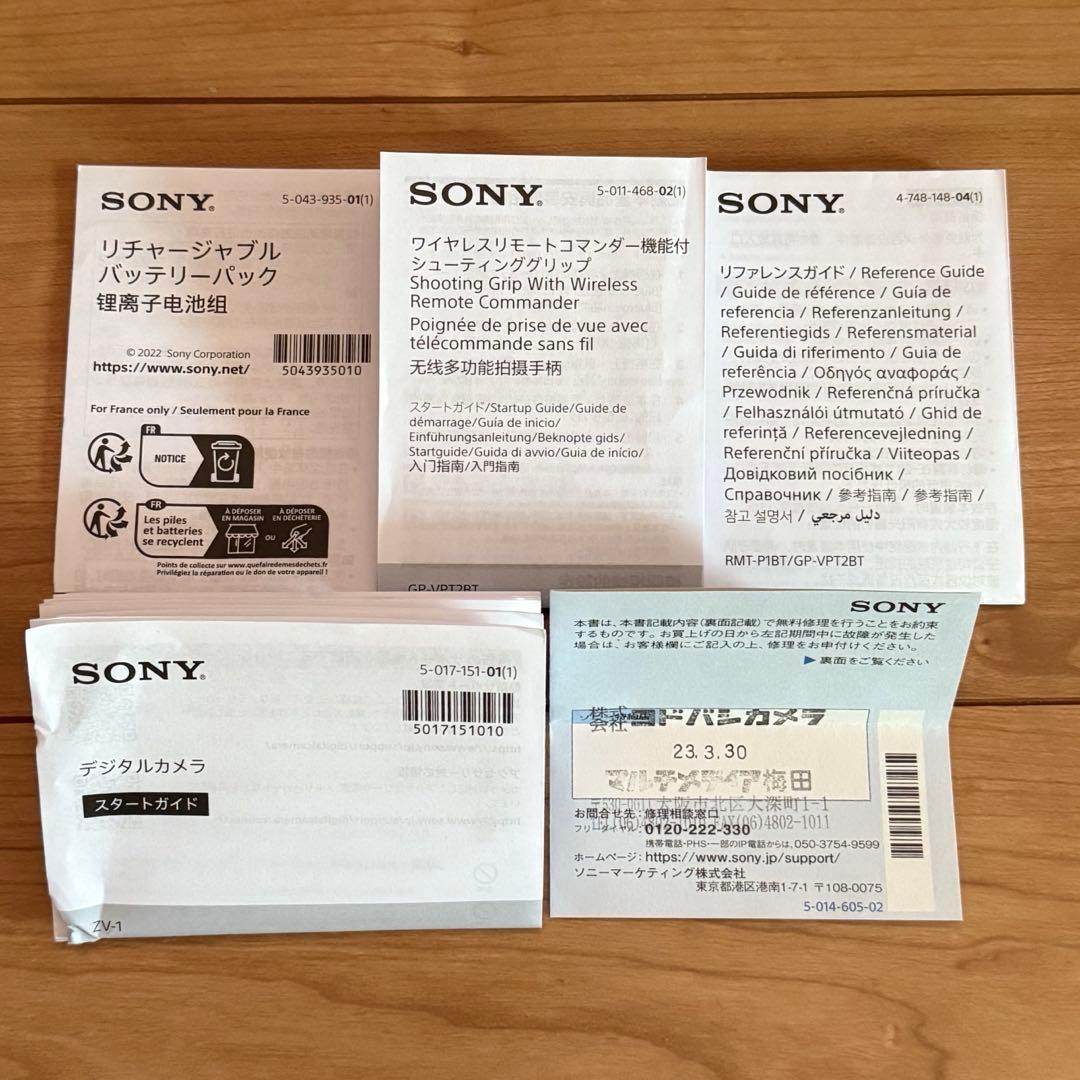 SONY®
5-043-935-01(1)
リチャージャブル
バッテリーパック
锂离子电池组
© 2022 Sony Corporation
https://www.sony.net/
5043935010
For France only / Seulement pour la France
FR
NOTICE
FR
Les piles
et batteries
se recyclent
À DÉPOSER
EN MAGASIN
OU
À DÉPOSER
EN DÉCHÈTERIE
Points de collecte sur www.quefairedemesdechets.fr
Privilégiez la réparation ou le don de votre appareil !
SONY®
5-011-468-02(1)
ワイヤレスリモートコマンダー機能付
シューティンググリップ
Shooting Grip With Wireless
Remote Commander
Poignée de prise de vue avec
télécommande sans fil
无线多功能拍摄手柄
スタートガイド/Startup Guide/Guide de
démarrage/Guía de inicio/
Einführungsanleitung/Beknopte gids/
Startguide/Guida di avvio/Guia de início/
入门指南/入門指南
GP-VPT2BT
SONY®
4-748-148-04(1)
リファレンスガイド / Reference Guide
/ Guide de référence / Guía de
referencia / Referenzanleitung /
Referentiegids / Referensmaterial
/ Guida di riferimento / Guia de
referência / Οδηγός αναφοράς /
Przewodnik / Referenčná príručka
/ Felhasználói útmutató / Ghid de
referință / Referencevejledning /
Referenční příručka / Viiteopas /
Довідковий посібник /
Справочник / 參考指南 / 参考指南 /
참고 설명서 / دليل مرجعي
RMT-P1BT/GP-VPT2BT
SONY®
5-017-151-01(1)
5017151010
デジタルカメラ
スタートガイド
ZV-1
SONY
本書は、本書記載内容（裏面記載）で無料修理を行うことをお約束
するものです。お買上げの日から左記期間中に故障が発生した
場合は、お客様欄にご記入の上、修理をお申付けください。
▶裏面をご覧ください
株式会社 ヨドバシカメラ
23.3.30
マルチメディア梅田
〒530-0011 大阪市北区大深町1-1
FAX(06)4802-1011
お問合せ先：修理相談窓口
フリーダイヤル：0120-222-330
携帯電話・PHS・一部のIP電話からは、050-3754-9599
ホームページ：https://www.sony.jp/support/
ソニーマーケティング株式会社
東京都港区港南1-7-1 〒108-0075
5-014-605-02